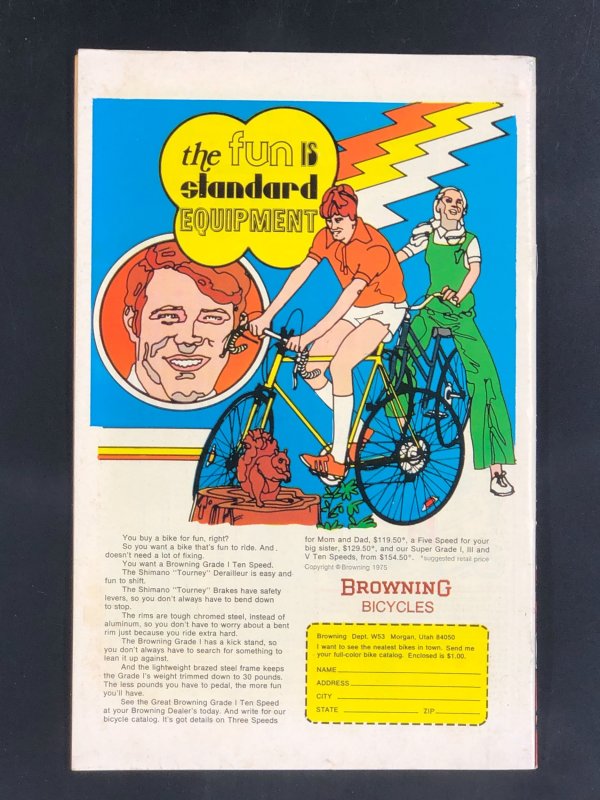 the fun IS
standard
EQUIPMENT
You buy a bike for fun, right?
So you want a bike that's fun to ride. And
doesn't need a lot of fixing.
You want a Browning Grade I Ten Speed.
The Shimano "Tourney" Derailleur is easy and
fun to shift.
The Shimano "Tourney" Brakes have safety
levers, so you don't always have to bend down
to stop.
The rims are tough chromed steel, instead of
aluminum, so you don't have to worry about a bent
rim just because you ride extra hard.
The Browning Grade I has a kick stand, so
you don't always have to search for something to
lean it up against.
And the lightweight brazed steel frame keeps
the Grade I's weight trimmed down to 30 pounds.
The less pounds you have to pedal, the more fun
you'll have.
See the Great Browning Grade I Ten Speed
at your Browning Dealer's today. And write for our
bicycle catalog. It's got details on Three Speeds
for Mom and Dad, $119.50*, a Five Speed for your
big sister, $129.50*, and our Super Grade I, III and
V Ten Speeds, from $154.50*. *suggested retail price
Copyright © Browning 1975
BROWNING
BICYCLES
Browning Dept. W53 Morgan, Utah 84050
I want to see the neatest bikes in town. Send me
your full-color bike catalog. Enclosed is $1.00.
NAME
ADDRESS
CITY
STATE ZIP